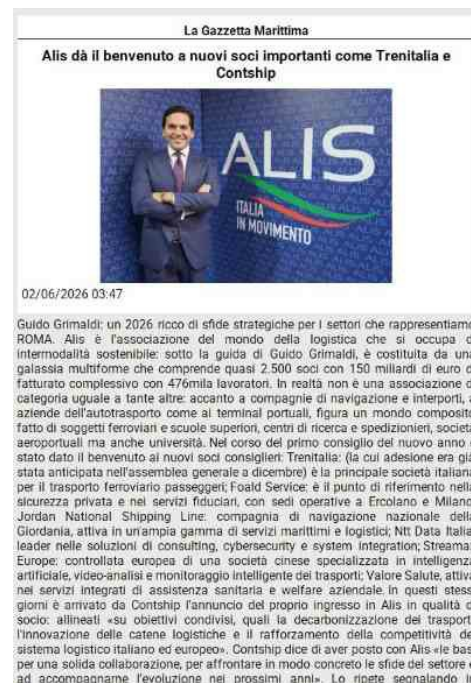 La Gazzetta Marittima
Alis dà il benvenuto a nuovi soci importanti come Trenitalia e
Contship
ALIS
ITALIA
IN MOVIMENTO
02/06/2026 03:47
Guido Grimaldi: un 2026 ricco di sfide strategiche per i settori che rappresentiamo
ROMA. Alis è l'associazione del mondo della logistica che si occupa d
intermodalità sostenibile: sotto la guida di Guido Grimaldi, è costituita da una
galassia multiforme che comprende quasi 2.500 soci con 150 miliardi di euro d
fatturato complessivo con 476mila lavoratori. In realtà non è una associazione d
categoria uguale a tante altre: accanto a compagnie di navigazione e interporti, a
aziende dell'autotrasporto come ai terminal portuali, figura un mondo composito
fatto di soggetti ferroviari e scuole superiori, centri di ricerca e spedizionieri, società
aeroportuali ma anche università. Nel corso del primo consiglio del nuovo anno è
stato dato il benvenuto ai nuovi soci consiglieri: Trenitalia: (la cui adesione era già
stata anticipata nell'assemblea generale a dicembre) è la principale società italiana
per il trasporto ferroviario passeggeri; Foald Service: è il punto di riferimento nella
sicurezza privata e nei servizi fiduciari, con sedi operative a Ercolano e Milano
Jordan National Shipping Line: compagnia di navigazione nazionale della
Giordania, attiva in un'ampia gamma di servizi marittimi e logistici; Ntt Data Italia
leader nelle soluzioni di consulting, cybersecurity e system integration; Streamax
Europe: controllata europea di una società cinese specializzata in intelligenza
artificiale, video-analisi e monitoraggio intelligente dei trasporti; Valore Salute, attiva
nei servizi integrati di assistenza sanitaria e welfare aziendale. In questi stessi
giorni è arrivato da Contship l'annuncio del proprio ingresso in Alis in qualità d
socio: allineati «su obiettivi condivisi, quali la decarbonizzazione dei trasporti
l'innovazione delle catene logistiche e il rafforzamento della competitività del
sistema logistico italiano ed europeo». Contship dice di aver posto con Alis «le basi
per una solida collaborazione, per affrontare in modo concreto le sfide del settore e
ad accompagnarne l'evoluzione nei prossimi anni». Lo ripete segnalando in